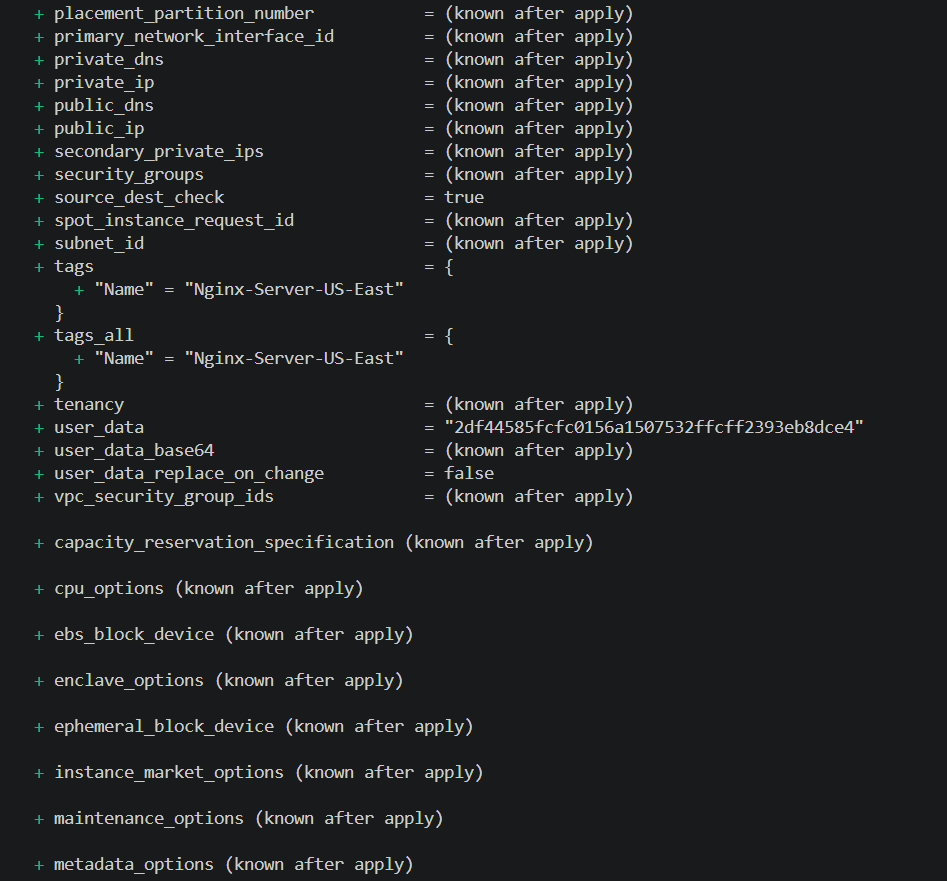 + placement_partition_number           = (known after apply)
+ primary_network_interface_id         = (known after apply)
+ private_dns                          = (known after apply)
+ private_ip                           = (known after apply)
+ public_dns                           = (known after apply)
+ public_ip                            = (known after apply)
+ secondary_private_ips                = (known after apply)
+ security_groups                      = (known after apply)
+ source_dest_check                    = true
+ spot_instance_request_id             = (known after apply)
+ subnet_id                            = (known after apply)
+ tags                                 = {
    + "Name" = "Nginx-Server-US-East"
  }
+ tags_all                             = {
    + "Name" = "Nginx-Server-US-East"
  }
+ tenancy                              = (known after apply)
+ user_data                            = "2df44585fcfc0156a1507532ffcff2393eb8dce4"
+ user_data_base64                     = (known after apply)
+ user_data_replace_on_change          = false
+ vpc_security_group_ids               = (known after apply)

+ capacity_reservation_specification (known after apply)

+ cpu_options (known after apply)

+ ebs_block_device (known after apply)

+ enclave_options (known after apply)

+ ephemeral_block_device (known after apply)

+ instance_market_options (known after apply)

+ maintenance_options (known after apply)

+ metadata_options (known after apply)